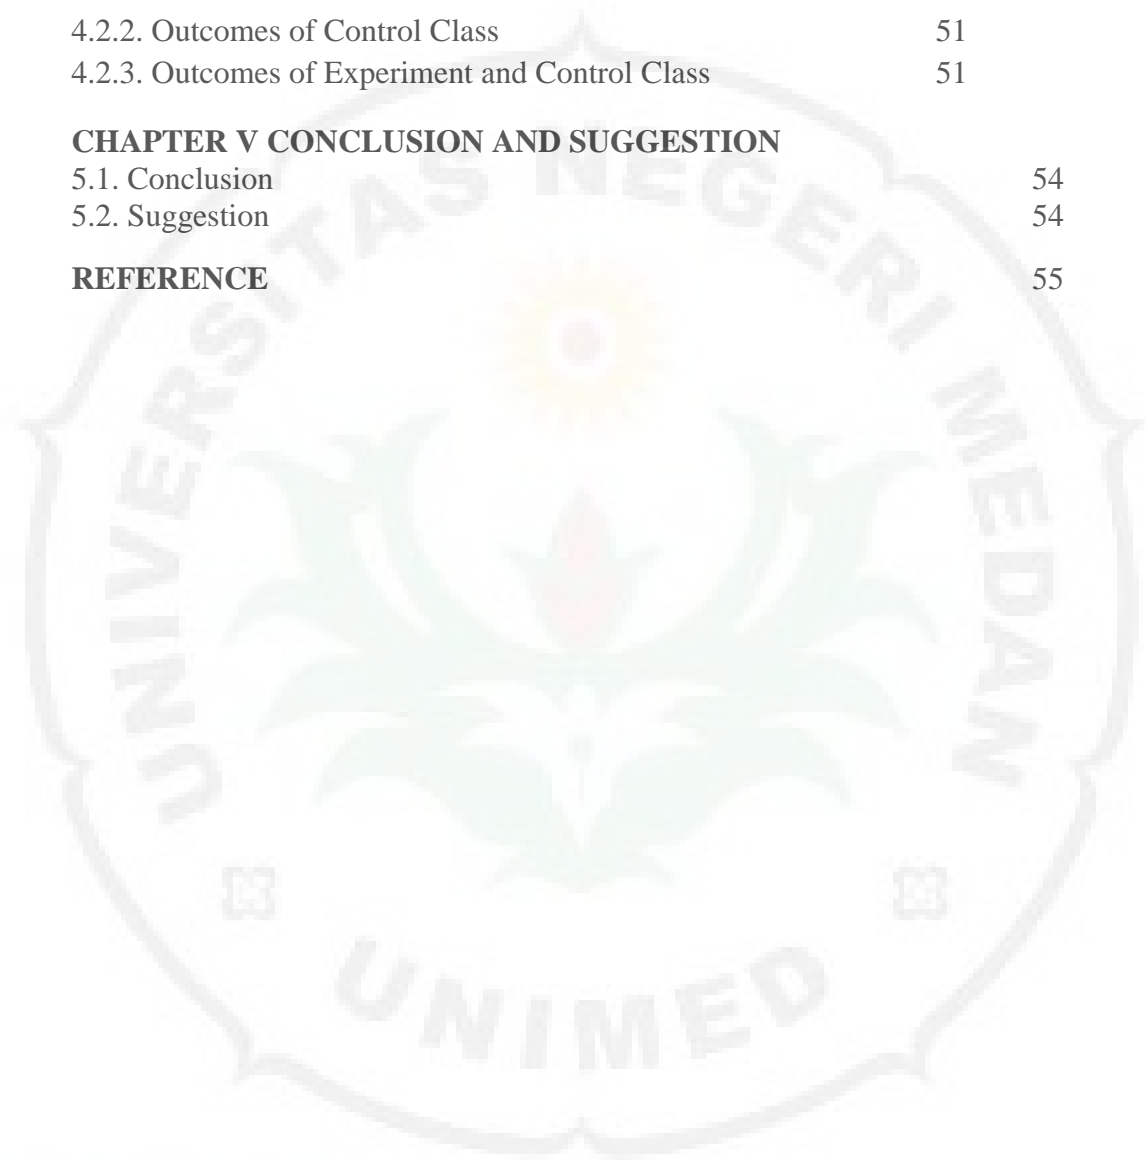 4.2.2. Outcomes of Control Class 51
4.2.3. Outcomes of Experiment and Control Class 51
CHAPTER V CONCLUSION AND SUGGESTION
5.1. Conclusion 54
5.2. Suggestion 54
REFERENCE 55
UNIVERSITAS NEGERI MEDAN
UNIMED